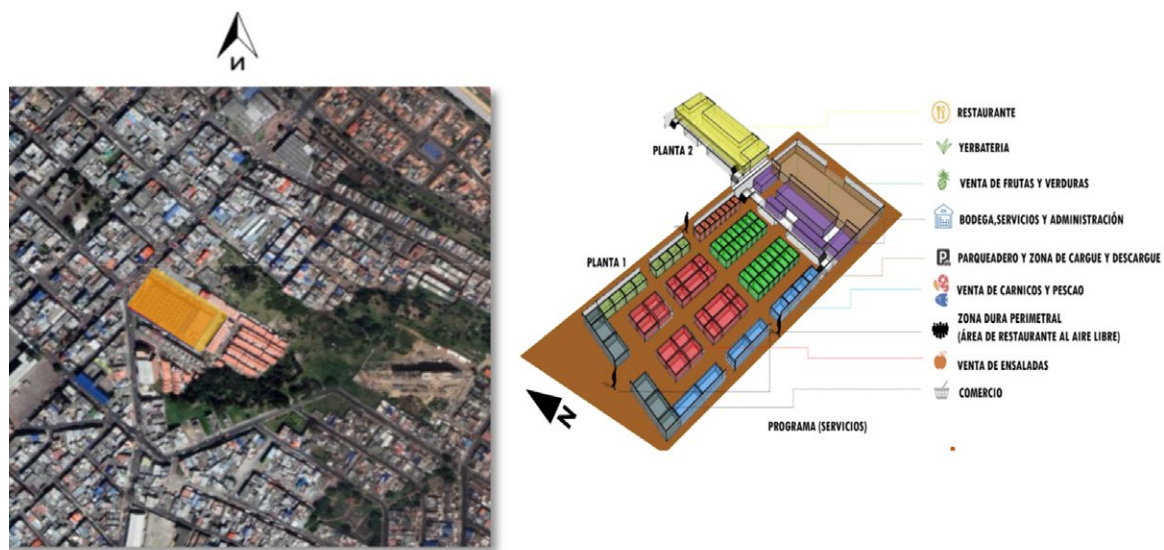 N
RESTAURANTE
YERBATERIA
PLANTA 2
VENTA DE FRUTAS Y VERDURAS
BODEGA,SERVICIOS Y ADMINISTRACIÓN
PLANTA 1
PARQUEADERO Y ZONA DE CARGUE Y DESCARGUE
VENTA DE CARNICOS Y PESCAO
ZONA DURA PERIMETRAL
(ÁREA DE RESTAURANTE AL AIRE LIBRE)
VENTA DE ENSALADAS
COMERCIO
N
PROGRAMA (SERVICIOS)